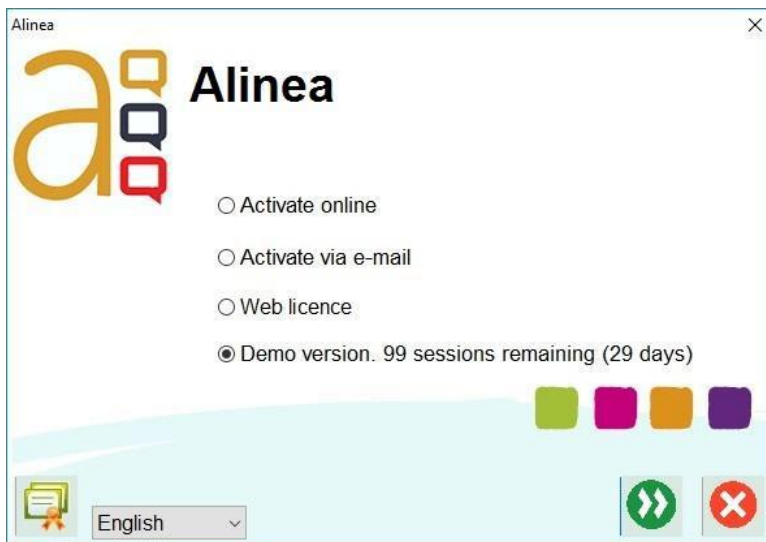 Alinea
Alinea
Activate online
Activate via e-mail
Web licence
Demo version. 99 sessions remaining (29 days)
English